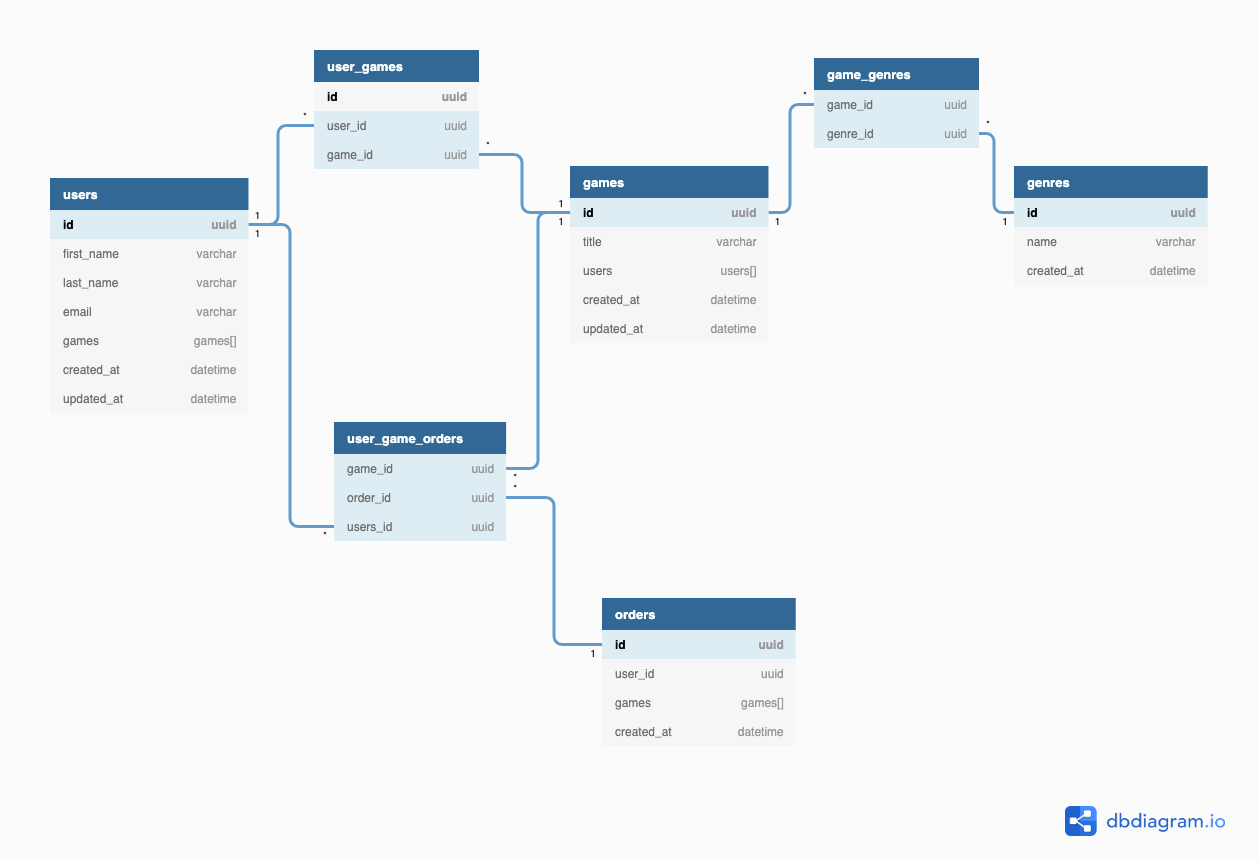 user_games
id uuid
user_id uuid
game_id uuid
game_genres
game_id uuid
genre_id uuid
users
id uuid
first_name varchar
last_name varchar
email varchar
games games[]
created_at datetime
updated_at datetime
games
id uuid
title varchar
users users[]
created_at datetime
updated_at datetime
genres
id uuid
name varchar
created_at datetime
user_game_orders
game_id uuid
order_id uuid
users_id uuid
orders
id uuid
user_id uuid
games games[]
created_at datetime
*
*
*
*
1
1
1
1
1
1
*
*
*
1
dbdiagram.io